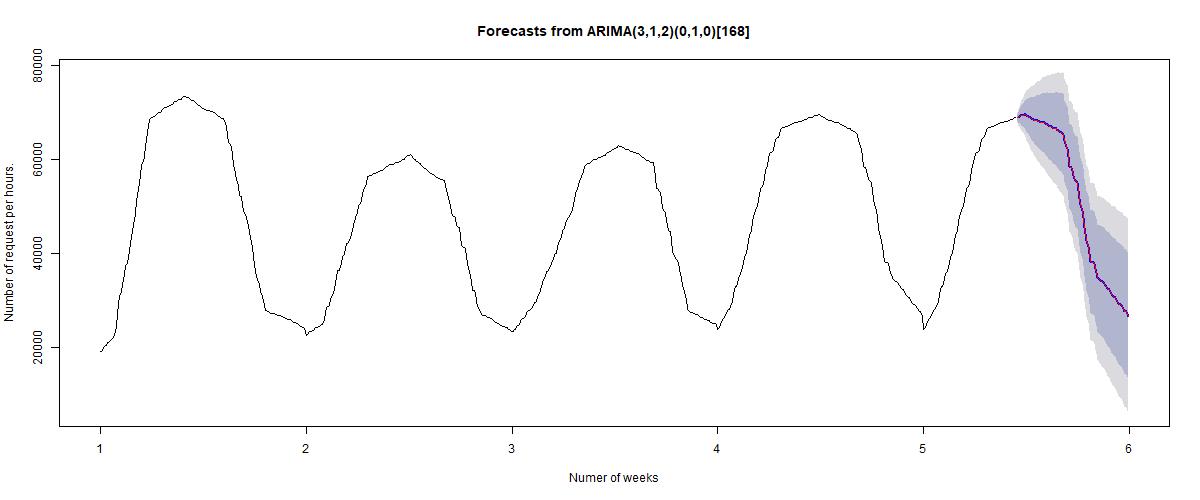 Forecasts from ARIMA(3,1,2)(0,1,0)[168]
Number of request per hours.
80000
60000
40000
20000
1 2 3 4 5 6
Numer of weeks